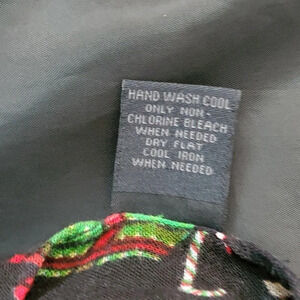 HAND WASH COOL
ONLY NON-
CHLORINE BLEACH
WHEN NEEDED
DRY FLAT
COOL IRON
WHEN NEEDED